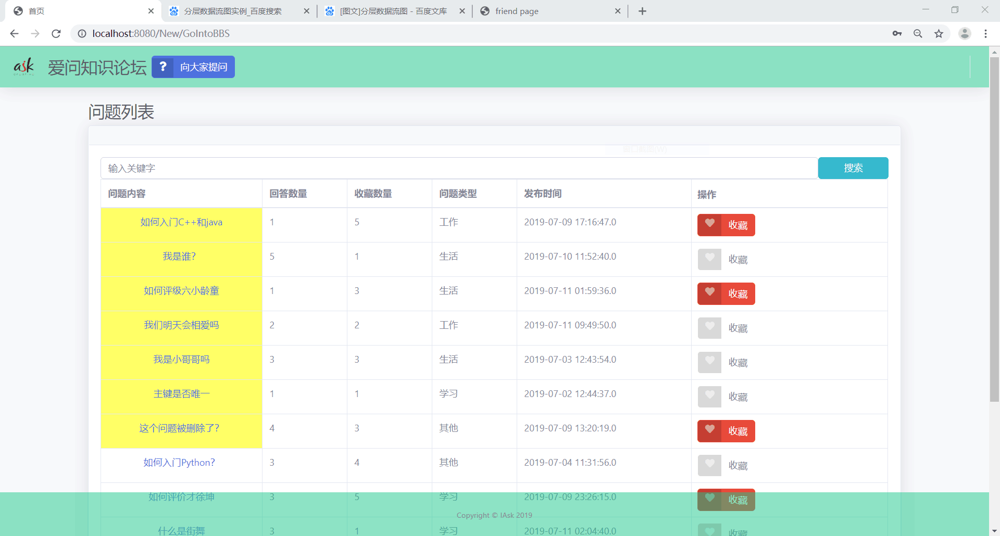 首页
分层数据流图实例_百度搜索
[图文]分层数据流图 - 百度文库
friend page
localhost:8080/New/GoIntoBBS
ask
爱问知识论坛
? 向大家提问
问题列表
窗口截图(W)
输入关键字 搜索
问题内容 回答数量 收藏数量 问题类型 发布时间 操作
如何入门C++和java 1 5 工作 2019-07-09 17:16:47.0 收藏
我是谁? 5 1 生活 2019-07-10 11:52:40.0 收藏
如何评级六小龄童 1 3 生活 2019-07-11 01:59:36.0 收藏
我们明天会相爱吗 2 2 工作 2019-07-11 09:49:50.0 收藏
我是小哥哥吗 3 3 生活 2019-07-03 12:43:54.0 收藏
主键是否唯一 1 1 学习 2019-07-02 12:44:37.0 收藏
这个问题被删除了? 4 3 其他 2019-07-09 13:20:19.0 收藏
如何入门Python? 3 4 其他 2019-07-04 11:31:56.0 收藏
如何评价才徐坤 3 5 学习 2019-07-09 23:26:15.0 收藏
Copyright © IAsk 2019
什么是街舞 3 1 学习 2019-07-11 02:04:40.0 收藏